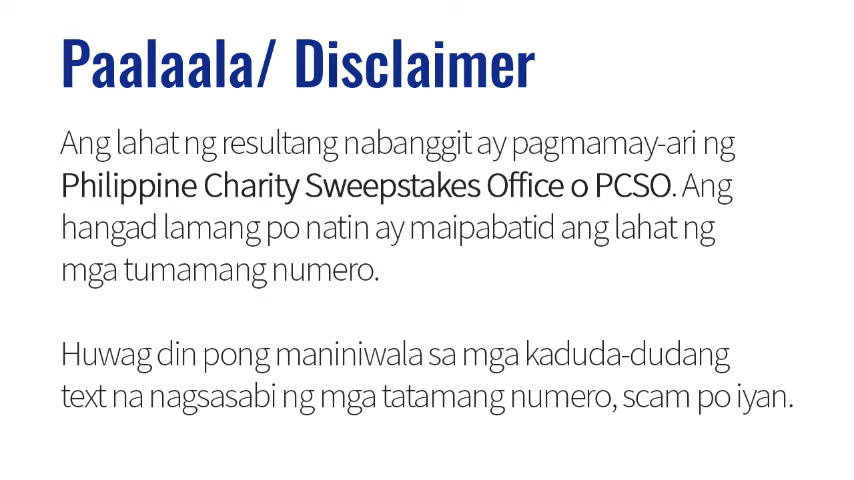 Paalaala/ Disclaimer
Ang lahat ng resultang nabanggit ay pagmamay-ari ng
Philippine Charity Sweepstakes Office o PCSO. Ang
hangad lamang po natin ay maipabatid ang lahat ng
mga tumamang numero.
Huwag din pong maniniwala sa mga kaduda-dudang
text na nagsasabi ng mga tatamang numero, scam po iyan.